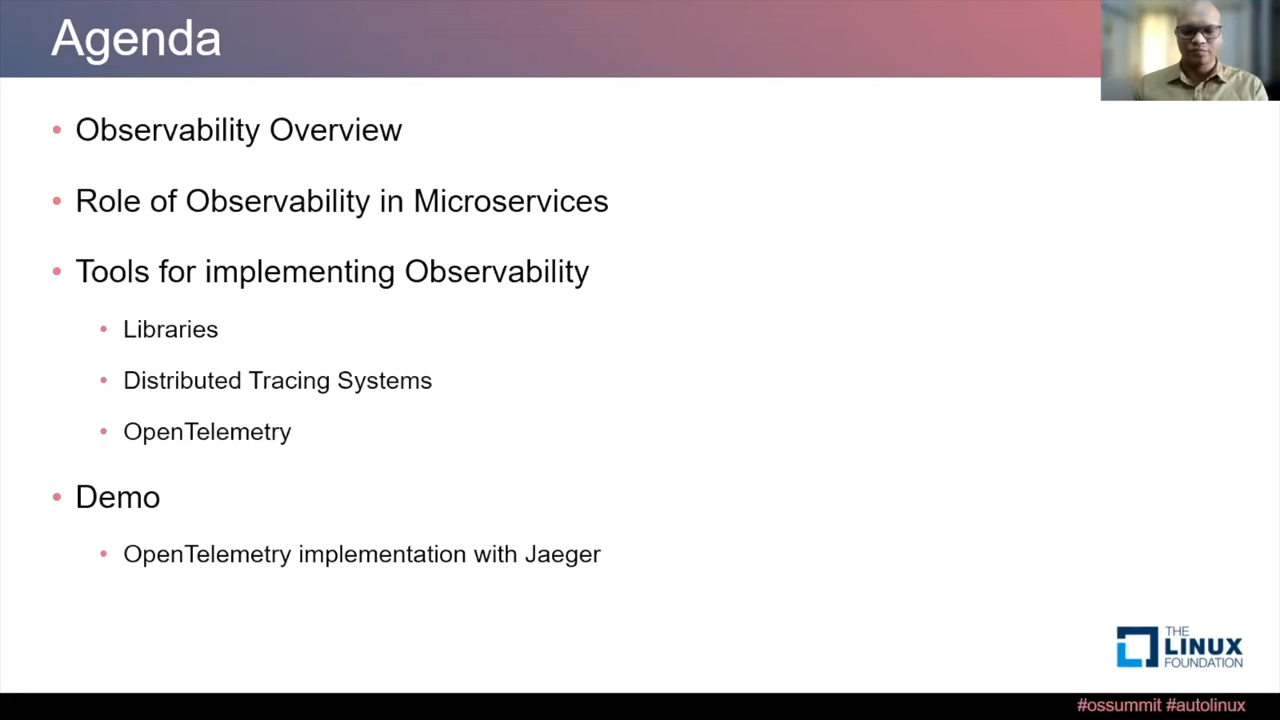 Agenda
• Observability Overview
• Role of Observability in Microservices
• Tools for implementing Observability
• Libraries
• Distributed Tracing Systems
• OpenTelemetry
• Demo
• OpenTelemetry implementation with Jaeger
THE
LINUX
FOUNDATION
#ossummit #autolinux